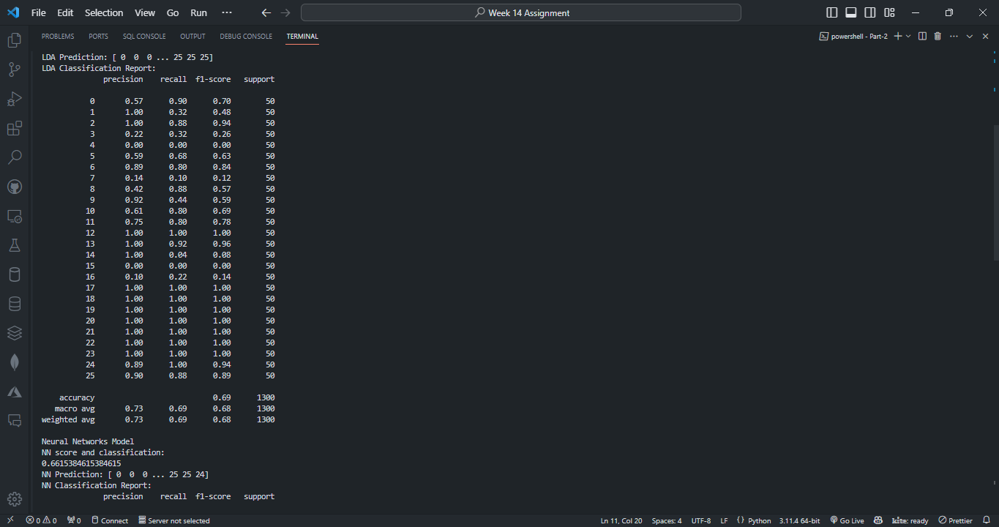 File Edit Selection View Go Run ... Week 14 Assignment
PROBLEMS PORTS SQL CONSOLE OUTPUT DEBUG CONSOLE TERMINAL powershell - Part-2
LDA Prediction: [ 0 0 0 ... 25 25 25]
LDA Classification Report:
precision recall f1-score support
0 0.57 0.90 0.70 50
1 1.00 0.32 0.48 50
2 1.00 0.88 0.94 50
3 0.22 0.32 0.26 50
4 0.00 0.00 0.00 50
5 0.59 0.68 0.63 50
6 0.89 0.80 0.84 50
7 0.14 0.10 0.12 50
8 0.42 0.88 0.57 50
9 0.92 0.44 0.59 50
10 0.61 0.80 0.69 50
11 0.75 0.80 0.78 50
12 1.00 1.00 1.00 50
13 1.00 0.92 0.96 50
14 1.00 0.04 0.08 50
15 0.00 0.00 0.00 50
16 0.10 0.22 0.14 50
17 1.00 1.00 1.00 50
18 1.00 1.00 1.00 50
19 1.00 1.00 1.00 50
20 1.00 1.00 1.00 50
21 1.00 1.00 1.00 50
22 1.00 1.00 1.00 50
23 1.00 1.00 1.00 50
24 0.89 1.00 0.94 50
25 0.90 0.88 0.89 50
accuracy 0.69 1300
macro avg 0.73 0.69 0.68 1300
weighted avg 0.73 0.69 0.68 1300
Neural Networks Model
NN score and classification:
0.6615384615384615
NN Prediction: [ 0 0 0 ... 25 25 24]
NN Classification Report:
precision recall f1-score support
0 0 0 Connect Server not selected Ln 11, Col 20 Spaces: 4 UTF-8 LF Python 3.11.4 64-bit Go Live kite: ready Prettier